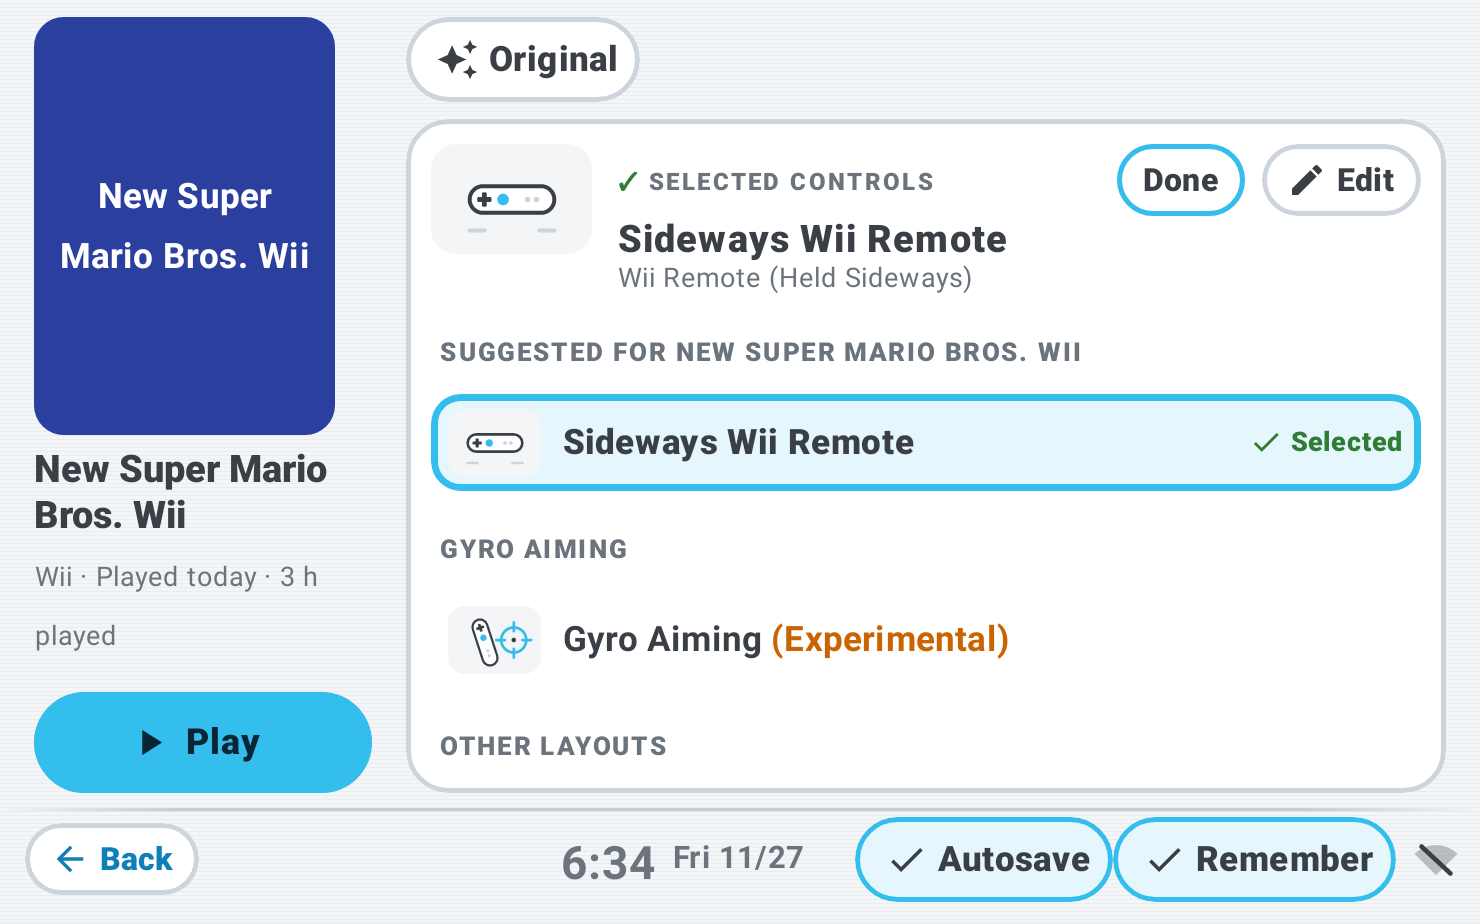 New Super
Mario Bros. Wii
New Super Mario
Bros. Wii
Wii · Played today · 3 h
played
Play
Original
✓ SELECTED CONTROLS
Sideways Wii Remote
Wii Remote (Held Sideways)
Done
Edit
SUGGESTED FOR NEW SUPER MARIO BROS. WII
Sideways Wii Remote
Selected
GYRO AIMING
Gyro Aiming (Experimental)
OTHER LAYOUTS
Back
6:34 Fri 11/27
Autosave
Remember